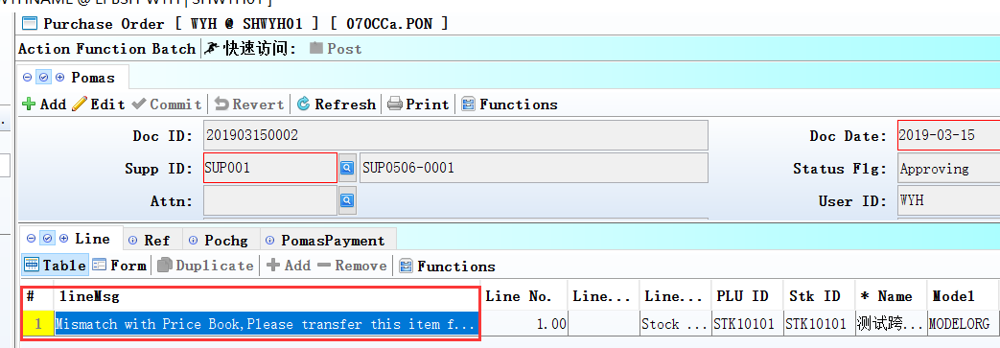 Purchase Order [ WYH @ SHWYH01 ] [ 070CCa.PON ]
Action Function Batch 快速访问: Post
Pomas
Add Edit Commit Revert Refresh Print Functions
Doc ID: 201903150002 Doc Date: 2019-03-15
Supp ID: SUP001 SUP0506-0001 Status Flg: Approving
Attn: User ID: WYH
Line Ref Pochg PomasPayment
Table Form Duplicate Add Remove Functions
# lineMsg Line No. Line... Line... PLU ID Stk ID * Name Model
1 Mismatch with Price Book,Please transfer this item f... 1.00 Stock ... STK10101 STK10101 测试跨... MODELORG